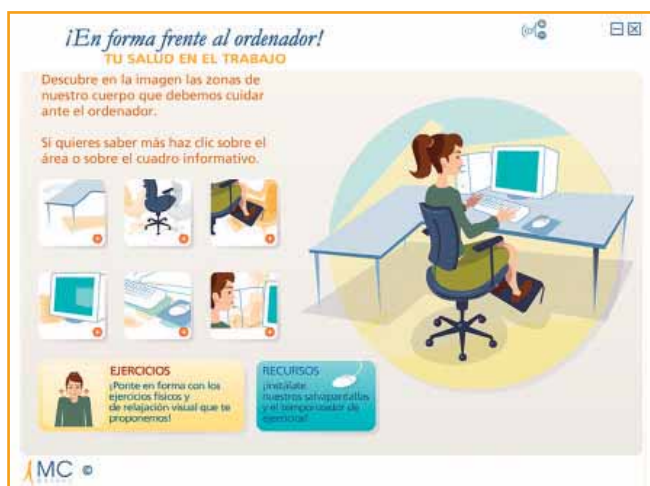 ¡En forma frente al ordenador!
TU SALUD EN EL TRABAJO
Descubre en la imagen las zonas de
nuestro cuerpo que debemos cuidar
ante el ordenador.
Si quieres saber más haz clic sobre el
área o sobre el cuadro informativo.
EJERCICIOS
¡Ponte en forma con los
ejercicios físicos y
de relajación visual que te
proponemos!
RECURSOS
¡Instálate
nuestros salvapantallas
y el temporizador de
ejercicios!
MC